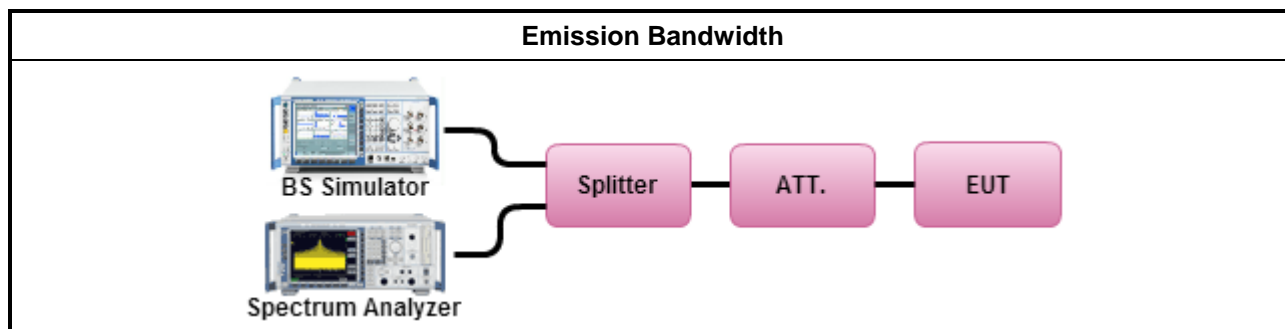 Emission Bandwidth
BS Simulator
Splitter
ATT.
EUT
Spectrum Analyzer